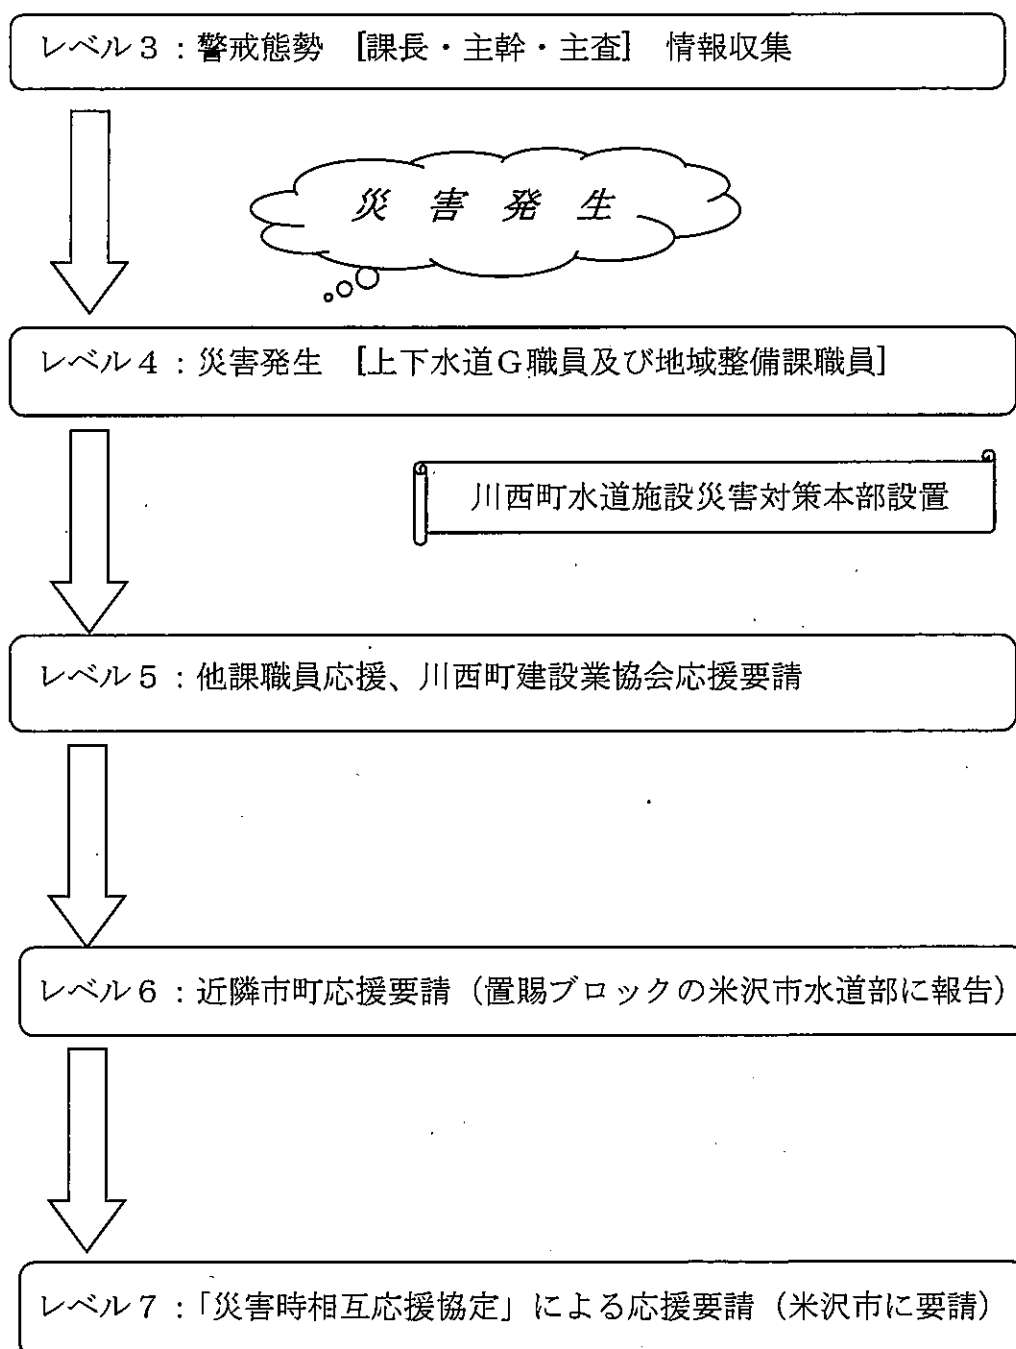 レベル3：警戒態勢　[課長・主幹・主査]　情報収集
災　害　発　生
レベル4：災害発生　[上下水道G職員及び地域整備課職員]
川西町水道施設災害対策本部設置
レベル5：他課職員応援、川西町建設業協会応援要請
レベル6：近隣市町応援要請（置賜ブロックの米沢市水道部に報告）
レベル7：「災害時相互応援協定」による応援要請（米沢市に要請）